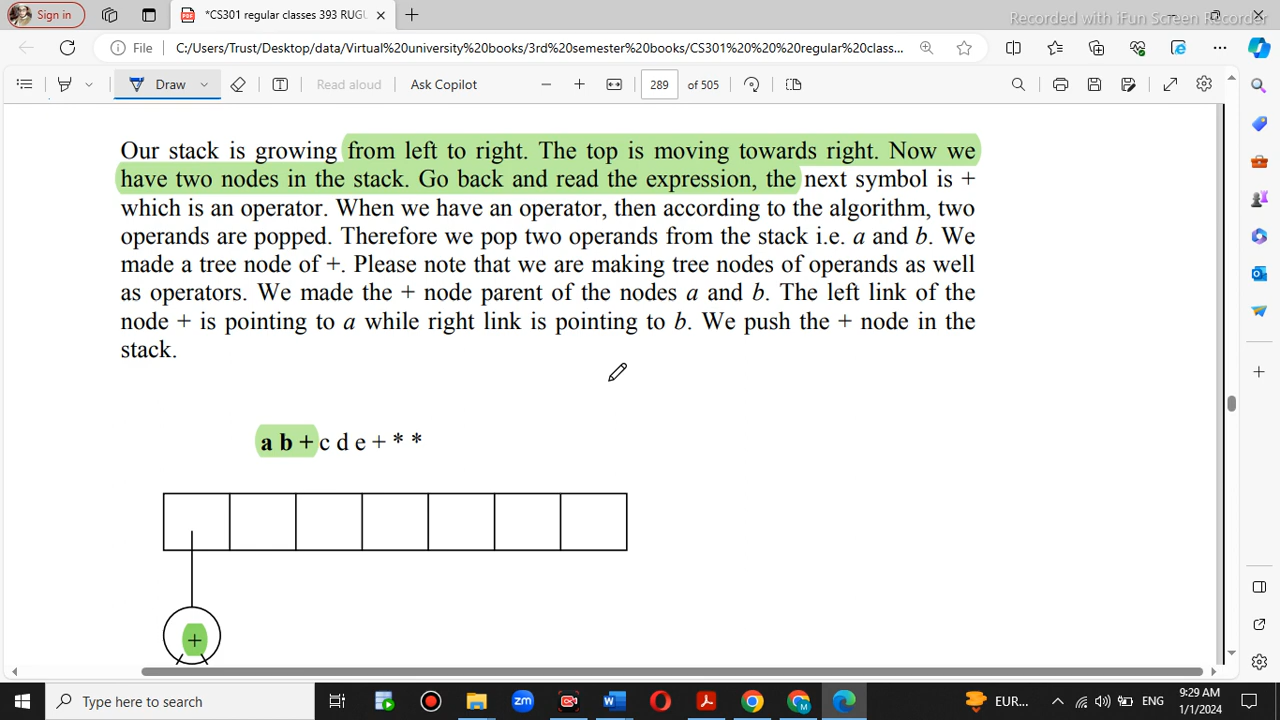 Sign in
*CS301 regular classes 393 RUGU
Recorded with iFun Screen Recorder
File
C:/Users/Trust/Desktop/data/Virtual%20university%20books/3rd%20semester%20books/CS301%20%20%20regular%20class...
Draw
Read aloud
Ask Copilot
289 of 505
Our stack is growing from left to right. The top is moving towards right. Now we
have two nodes in the stack. Go back and read the expression, the next symbol is +
which is an operator. When we have an operator, then according to the algorithm, two
operands are popped. Therefore we pop two operands from the stack i.e. a and b. We
made a tree node of +. Please note that we are making tree nodes of operands as well
as operators. We made the + node parent of the nodes a and b. The left link of the
node + is pointing to a while right link is pointing to b. We push the + node in the
stack.
a b + c d e + * *
+
Type here to search
zm
W
M
EUR...
ENG
9:29 AM
1/1/2024